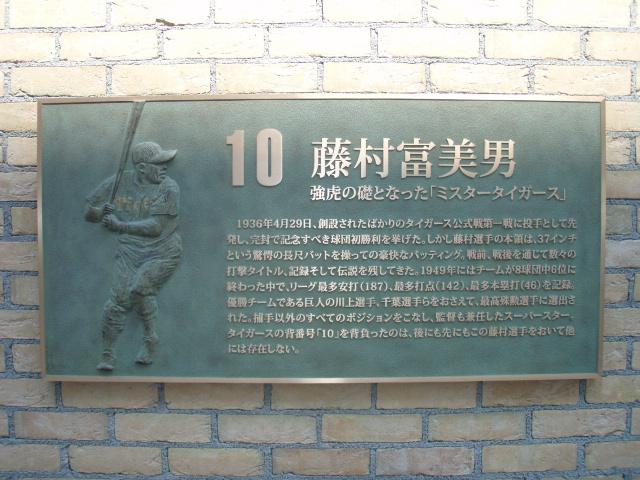 10 藤村富美男
強虎の礎となった「ミスタータイガース」
1936年4月29日、創設されたばかりのタイガース公式戦第一戦に投手として先
発し、完封で記念すべき球団初勝利を挙げた。しかし藤村選手の本領は、37インチ
という驚愕の長尺バットを操っての豪快なバッティング。戦前、戦後を通じて数々の
打撃タイトル、記録そして伝説を残してきた。1949年にはチームが8球団中6位に
終わった中で、リーグ最多安打(187)、最多打点(142)、最多本塁打(46)を記録。
優勝チームである巨人の川上選手、千葉選手らをおさえて、最高殊勲選手に選出さ
れた。捕手以外のすべてのポジションをこなし、監督も兼任したスーパースター。
タイガースの背番号「10」を背負ったのは、後にも先にもこの藤村選手をおいて他
には存在しない。